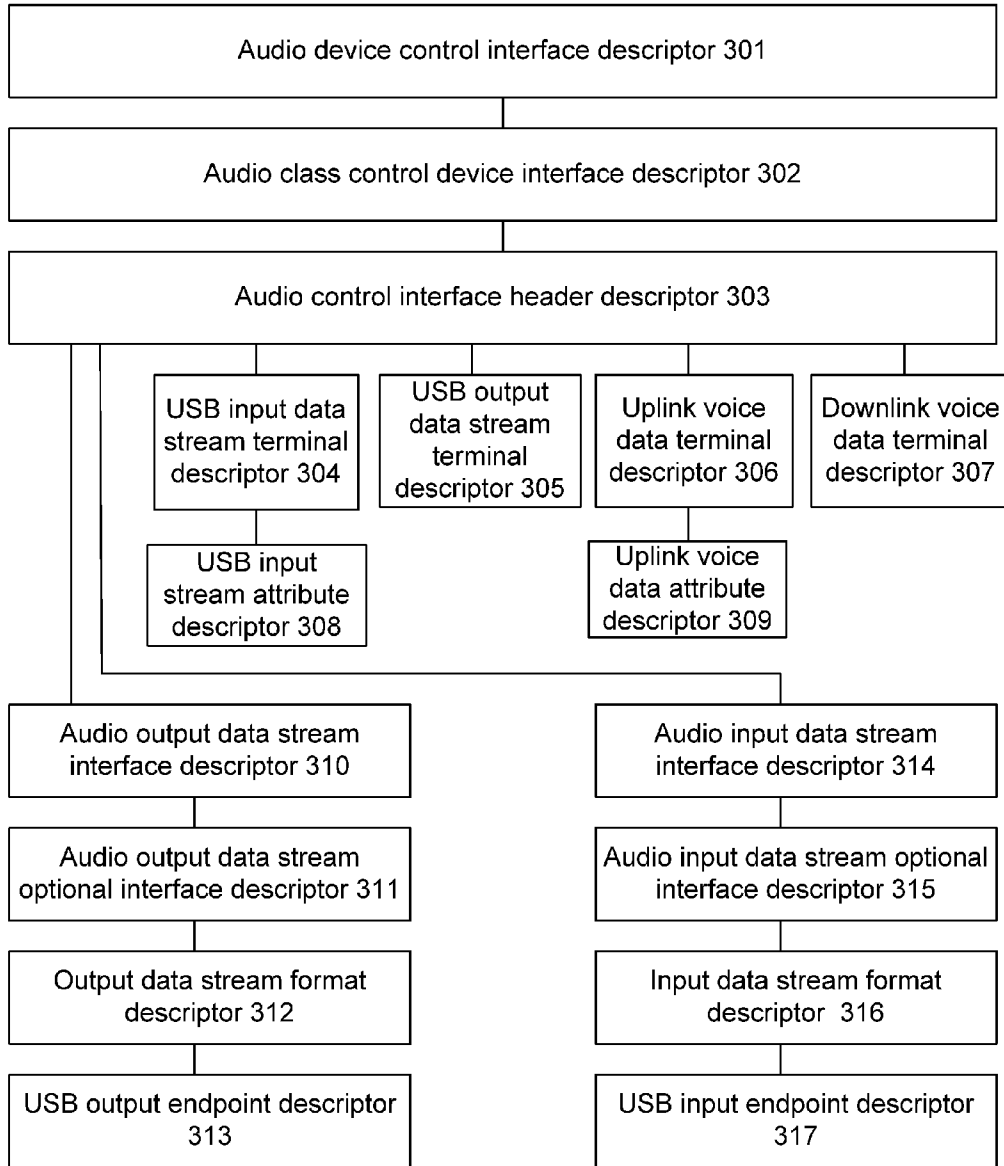 Audio device control interface descriptor 301
Audio class control device interface descriptor 302
Audio control interface header descriptor 303
USB input data
stream terminal
descriptor 304
USB output
data stream
terminal
descriptor 305
Uplink voice
data terminal
descriptor 306
Downlink voice
data terminal
descriptor 307
USB input
stream attribute
descriptor 308
Uplink voice
data attribute
descriptor 309
Audio output data stream
interface descriptor 310
Audio input data stream
interface descriptor 314
Audio output data stream
optional interface descriptor 311
Audio input data stream optional
interface descriptor 315
Output data stream format
descriptor 312
Input data stream format
descriptor 316
USB output endpoint descriptor
313
USB input endpoint descriptor
317